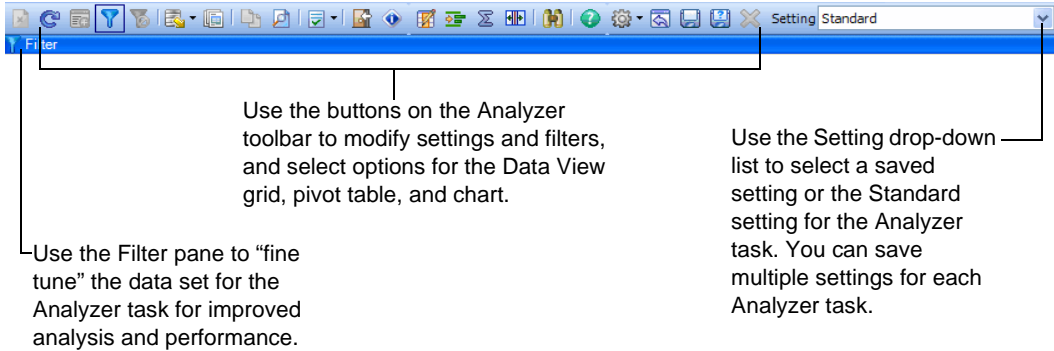 Setting Standard
Filter
Use the buttons on the Analyzer
toolbar to modify settings and filters,
and select options for the Data View
grid, pivot table, and chart.
Use the Setting drop-down
list to select a saved
setting or the Standard
setting for the Analyzer
task. You can save
multiple settings for each
Analyzer task.
Use the Filter pane to “fine
tune” the data set for the
Analyzer task for improved
analysis and performance.